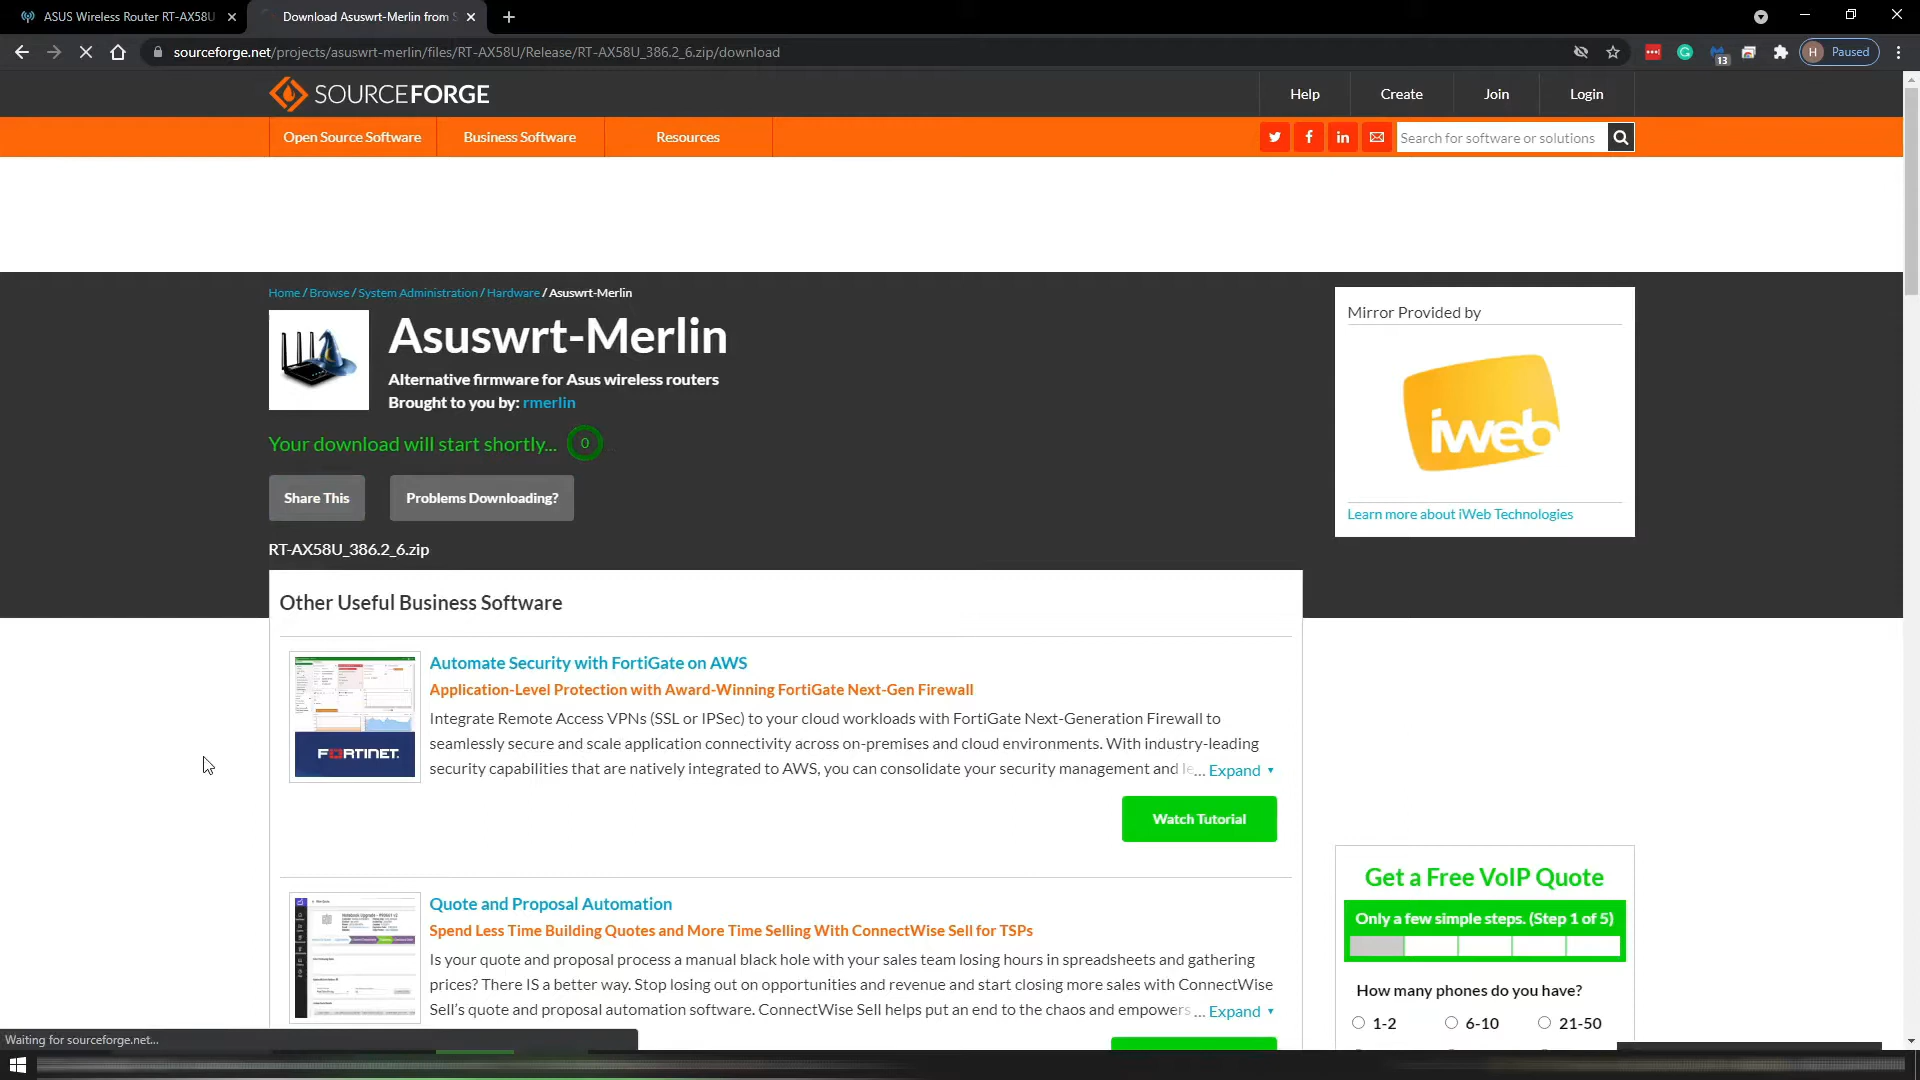 ASUS Wireless Router RT-AX58U
Download Asuswrt-Merlin from S
sourceforge.net/projects/asuswrt-merlin/files/RT-AX58U/Release/RT-AX58U_386.2_6.zip/download
13
H Paused
SOURCEFORGE
Help Create Join Login
Open Source Software Business Software Resources
Search for software or solutions
Home / Browse / System Administration / Hardware / Asuswrt-Merlin
Asuswrt-Merlin
Alternative firmware for Asus wireless routers
Brought to you by: rmerlin
Your download will start shortly... 0
Share This Problems Downloading?
RT-AX58U_386.2_6.zip
Mirror Provided by
iweb
Learn more about iWeb Technologies
Other Useful Business Software
Automate Security with FortiGate on AWS
Application-Level Protection with Award-Winning FortiGate Next-Gen Firewall
Integrate Remote Access VPNs (SSL or IPSec) to your cloud workloads with FortiGate Next-Generation Firewall to
seamlessly secure and scale application connectivity across on-premises and cloud environments. With industry-leading
security capabilities that are natively integrated to AWS, you can consolidate your security management and le... Expand
FORTINET
Watch Tutorial
Quote and Proposal Automation
Spend Less Time Building Quotes and More Time Selling With ConnectWise Sell for TSPs
Is your quote and proposal process a manual black hole with your sales team losing hours in spreadsheets and gathering
prices? There IS a better way. Stop losing out on opportunities and revenue and start closing more sales with ConnectWise
Sell's quote and proposal automation software. ConnectWise Sell helps put an end to the chaos and empowers ... Expand
Get a Free VoIP Quote
Only a few simple steps. (Step 1 of 5)
How many phones do you have?
1-2 6-10 21-50
Waiting for sourceforge.net...